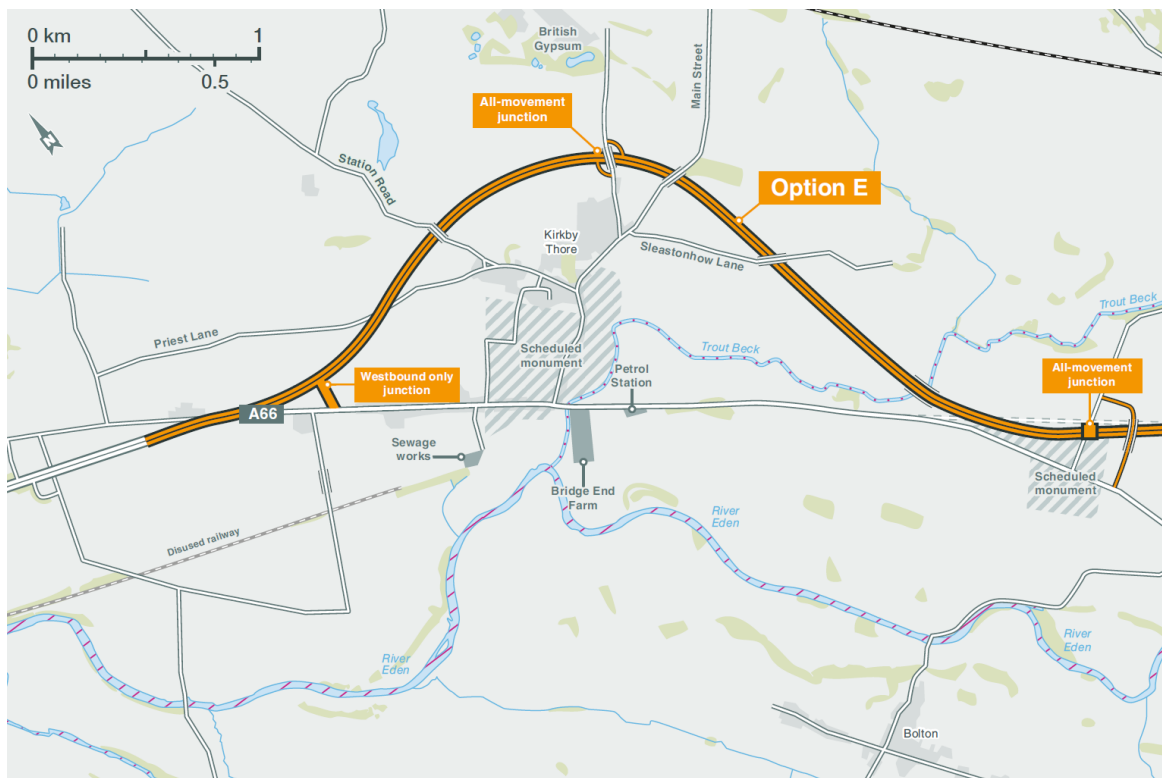 0 km 1
0 miles 0.5
N
British
Gypsum
Main Street
All-movement
junction
Station Road
Option E
Kirkby
Thore
Sleastonhow Lane
Trout Beck
Priest Lane
Scheduled
monument
Trout Beck
Petrol
Station
Westbound only
junction
All-movement
junction
A66
Sewage
works
Scheduled
monument
Bridge End
Farm
River
Eden
Disused railway
River
Eden
River
Eden
Bolton